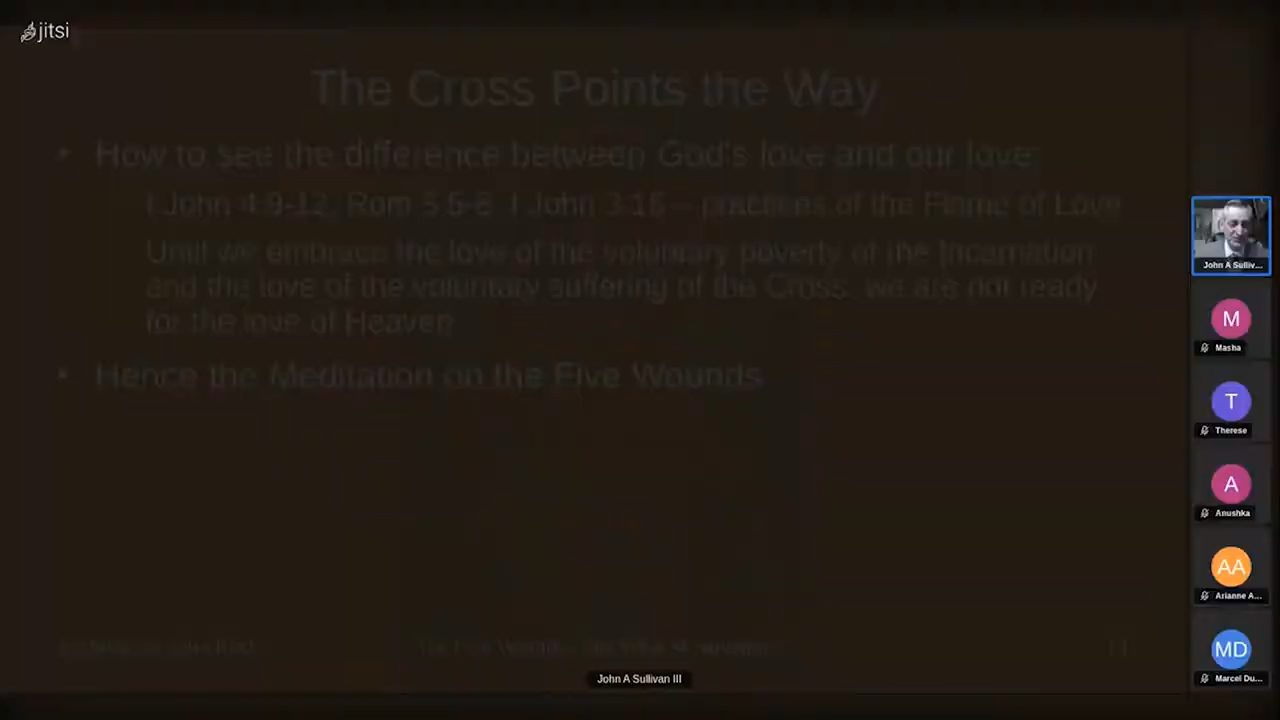 jitsi
The Cross Points the Way
• How to see the difference between God's love and our love:
I John 4:9-12, Rom 5:5-8, I John 3:16 – practices of the Flame of Love
Until we embrace the love of the voluntary poverty of the Incarnation
and the love of the voluntary suffering of the Cross, we are not ready
for the love of Heaven
• Hence the Meditation on the Five Wounds
John A Sullivan III
John A Sulliv...
M
Masha
T
Therese
A
Anushka
AA
Arianne A...
MD
Marcel Du...